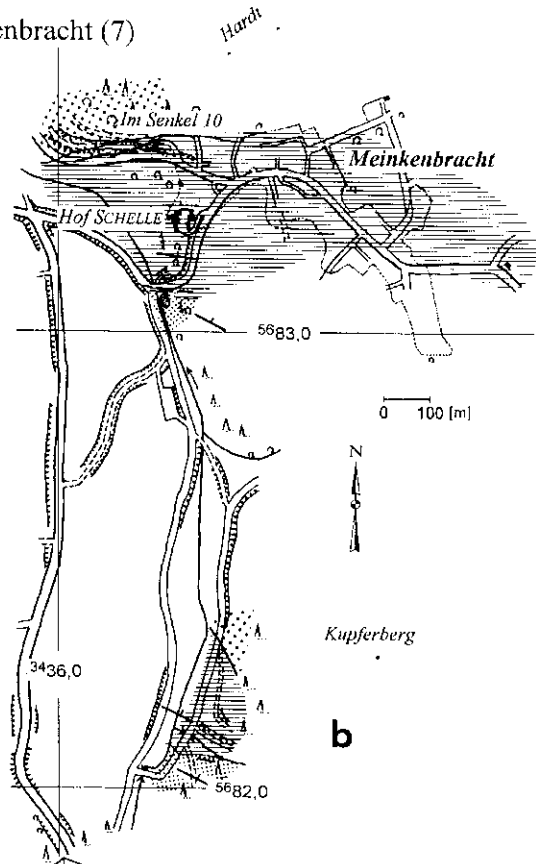 enbracht (7)
Hardt
Im Senkel 10
Meinkenbracht
HOF SCHELLE
5683,0
0 100 [m]
N
Kupferberg
3436,0
b
5682,0